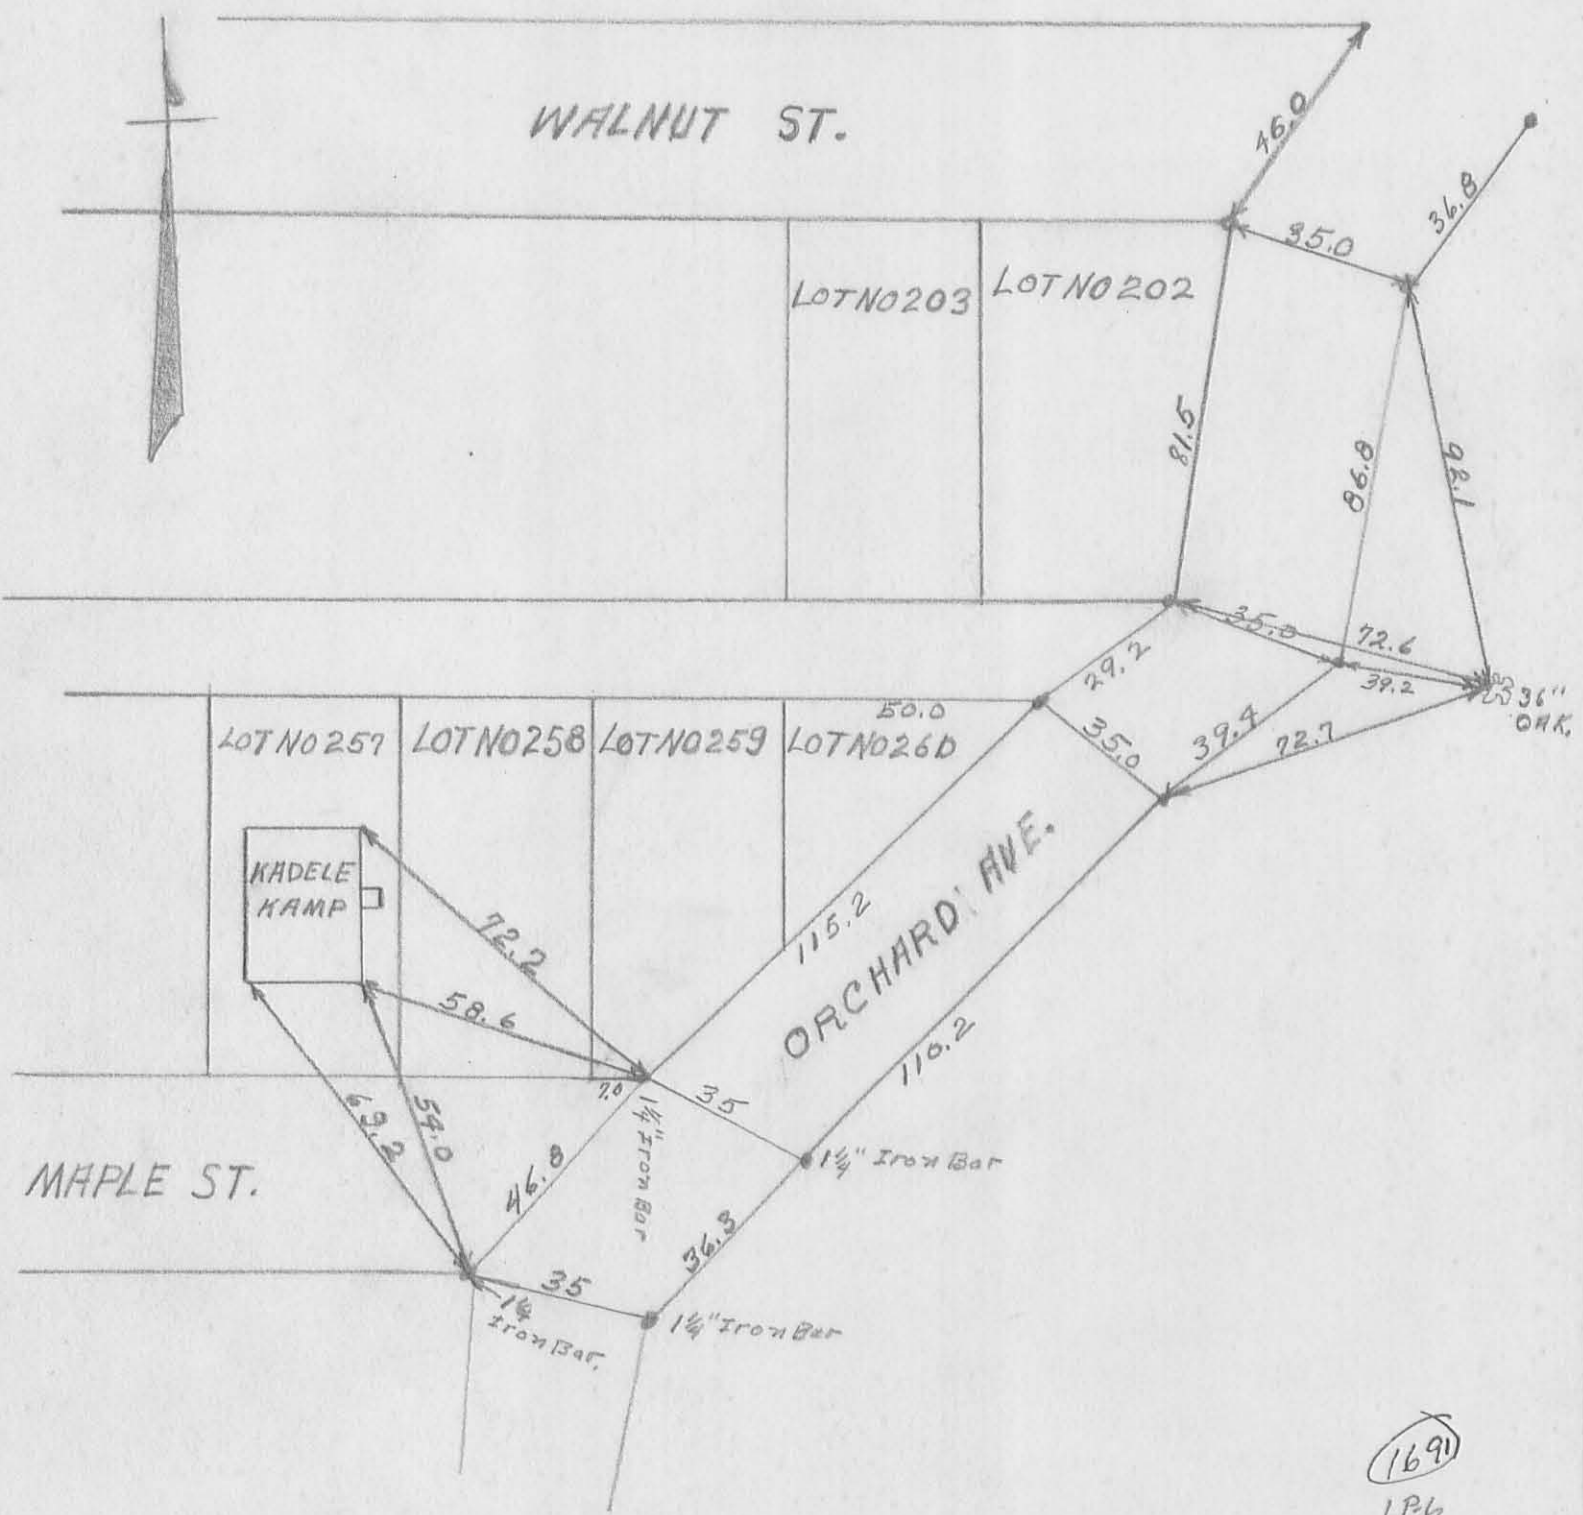 WALNUT ST.
46.0
36.8
35.0
LOT NO 203
LOT NO 202
81.5
86.8
92.1
35.0
72.6
39.2
36"
OAK.
29.2
50.0
35.0
39.4
72.7
LOT NO 257
LOT NO 258
LOT NO 259
LOT NO 260
KADELE
KAMP
72.2
58.6
115.2
ORCHARD AVE.
110.2
7.0
35
1¼" Iron Bar
69.2
54.0
46.8
MAPLE ST.
1¼" Iron Bar
36.3
35
1¼
Iron Bar.
1¼" Iron Bar
1691
1P-6